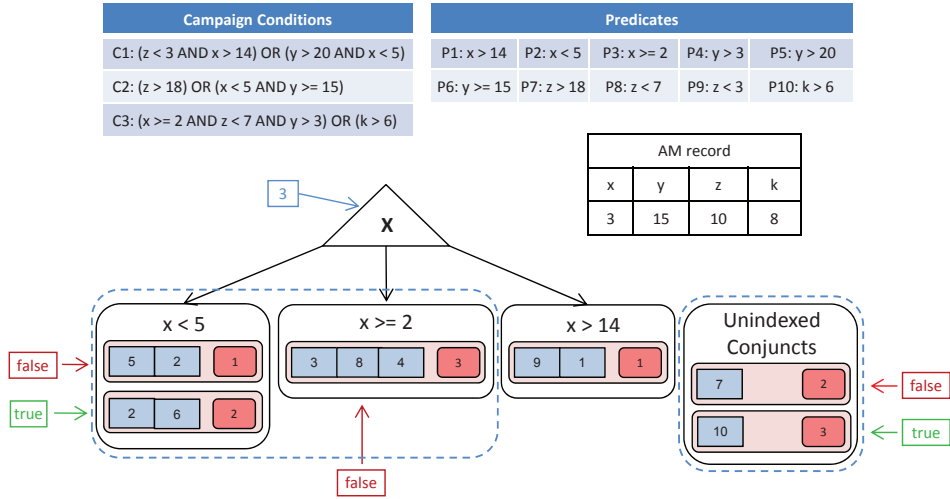 Campaign Conditions
C1: (z < 3 AND x > 14) OR (y > 20 AND x < 5)
C2: (z > 18) OR (x < 5 AND y >= 15)
C3: (x >= 2 AND z < 7 AND y > 3) OR (k > 6)
Predicates
P1: x > 14 P2: x < 5 P3: x >= 2 P4: y > 3 P5: y > 20
P6: y >= 15 P7: z > 18 P8: z < 7 P9: z < 3 P10: k > 6
AM record
x y z k
3 15 10 8
3
X
x < 5
5 2 1
2 6 2
x >= 2
3 8 4 3
x > 14
9 1 1
Unindexed
Conjuncts
7 2
10 3
false
true
false
false
true